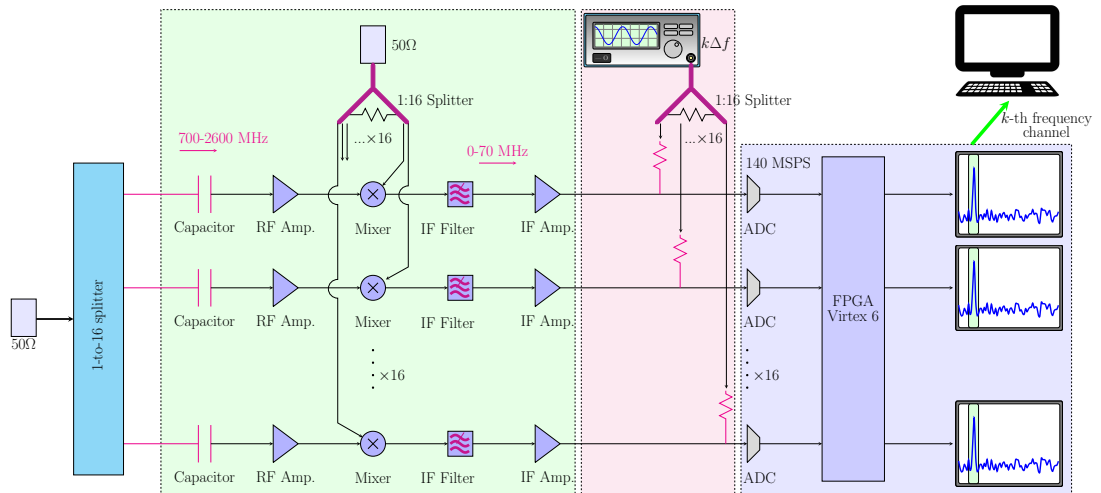 50Ω
kΔf
1:16 Splitter
1:16 Splitter
k-th frequency
channel
700-2600 MHz
...×16
0-70 MHz
...×16
140 MSPS
Capacitor
RF Amp.
Mixer
IF Filter
IF Amp.
ADC
1-to-16 splitter
50Ω
FPGA
Virtex 6
Capacitor
RF Amp.
Mixer
IF Filter
IF Amp.
ADC
×16
×16
Capacitor
RF Amp.
Mixer
IF Filter
IF Amp.
ADC